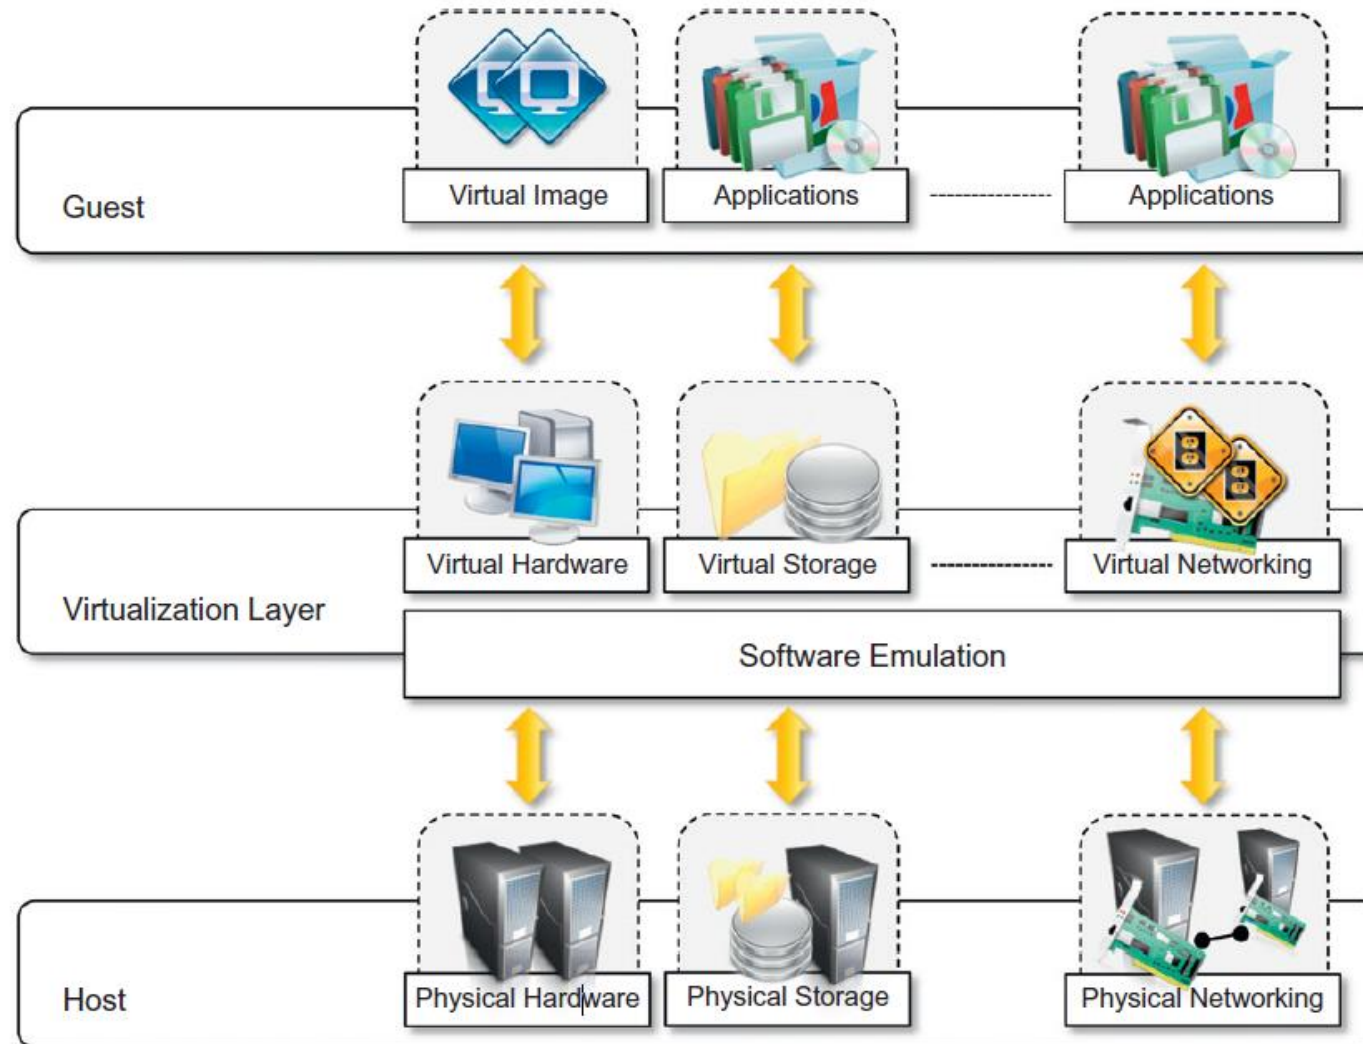 Virtual Image
Applications
Applications
Guest
Virtual Hardware
Virtual Storage
Virtual Networking
Virtualization Layer
Software Emulation
Physical Hardware
Physical Storage
Physical Networking
Host